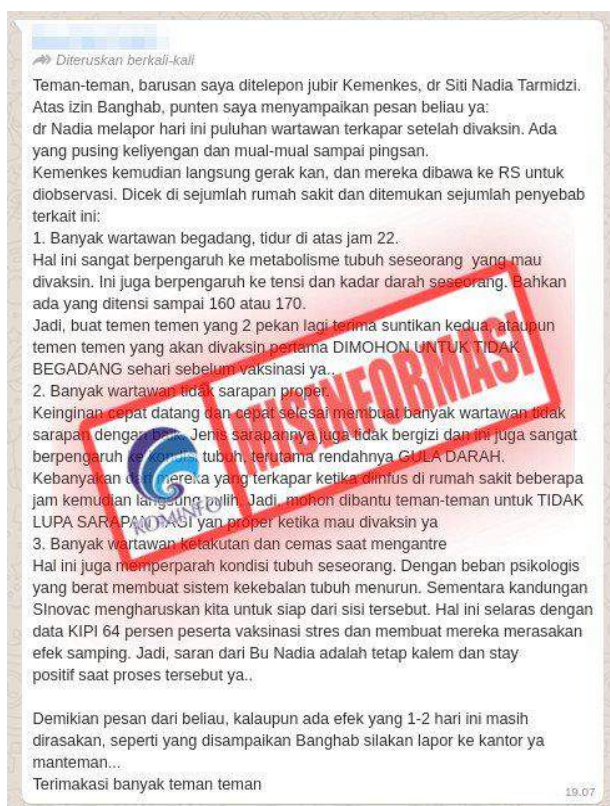 Diteruskan berkali-kali
Teman-teman, barusan saya ditelepon jubir Kemenkes, dr Siti Nadia Tarmidzi.
Atas izin Banghab, punten saya menyampaikan pesan beliau ya:
dr Nadia melapor hari ini puluhan wartawan terkapar setelah divaksin. Ada
yang pusing keliyengan dan mual-mual sampai pingsan.
Kemenkes kemudian langsung gerak kan, dan mereka dibawa ke RS untuk
diobservasi. Dicek di sejumlah rumah sakit dan ditemukan sejumlah penyebab
terkait ini:
1. Banyak wartawan begadang, tidur di atas jam 22.
Hal ini sangat berpengaruh ke metabolisme tubuh seseorang yang mau
divaksin. Ini juga berpengaruh ke tensi dan kadar darah seseorang. Bahkan
ada yang ditensi sampai 160 atau 170.
Jadi, buat temen temen yang 2 pekan lagi terima suntikan kedua, ataupun
temen temen yang akan divaksin pertama DIMOHON UNTUK TIDAK
BEGADANG sehari sebelum vaksinasi ya..
2. Banyak wartawan tidak sarapan proper.
Keinginan cepat datang dan cepat selesai membuat banyak wartawan tidak
sarapan dengan baik. Jenis sarapannya juga tidak bergizi dan ini juga sangat
berpengaruh ke kondisi tubuh, terutama rendahnya GULA DARAH.
Kebanyakan dari mereka yang terkapar ketika diinfus di rumah sakit beberapa
jam kemudian langsung pulih. Jadi, mohon dibantu teman-teman untuk TIDAK
LUPA SARAPAN PAGI yan proper ketika mau divaksin ya
3. Banyak wartawan ketakutan dan cemas saat mengantre
Hal ini juga memperparah kondisi tubuh seseorang. Dengan beban psikologis
yang berat membuat sistem kekebalan tubuh menurun. Sementara kandungan
SInovac mengharuskan kita untuk siap dari sisi tersebut. Hal ini selaras dengan
data KIPI 64 persen peserta vaksinasi stres dan membuat mereka merasakan
efek samping. Jadi, saran dari Bu Nadia adalah tetap kalem dan stay
positif saat proses tersebut ya..
Demikian pesan dari beliau, kalaupun ada efek yang 1-2 hari ini masih
dirasakan, seperti yang disampaikan Banghab silakan lapor ke kantor ya
manteman...
Terimakasi banyak teman teman
19.07
MISINFORMASI
KOMINFO